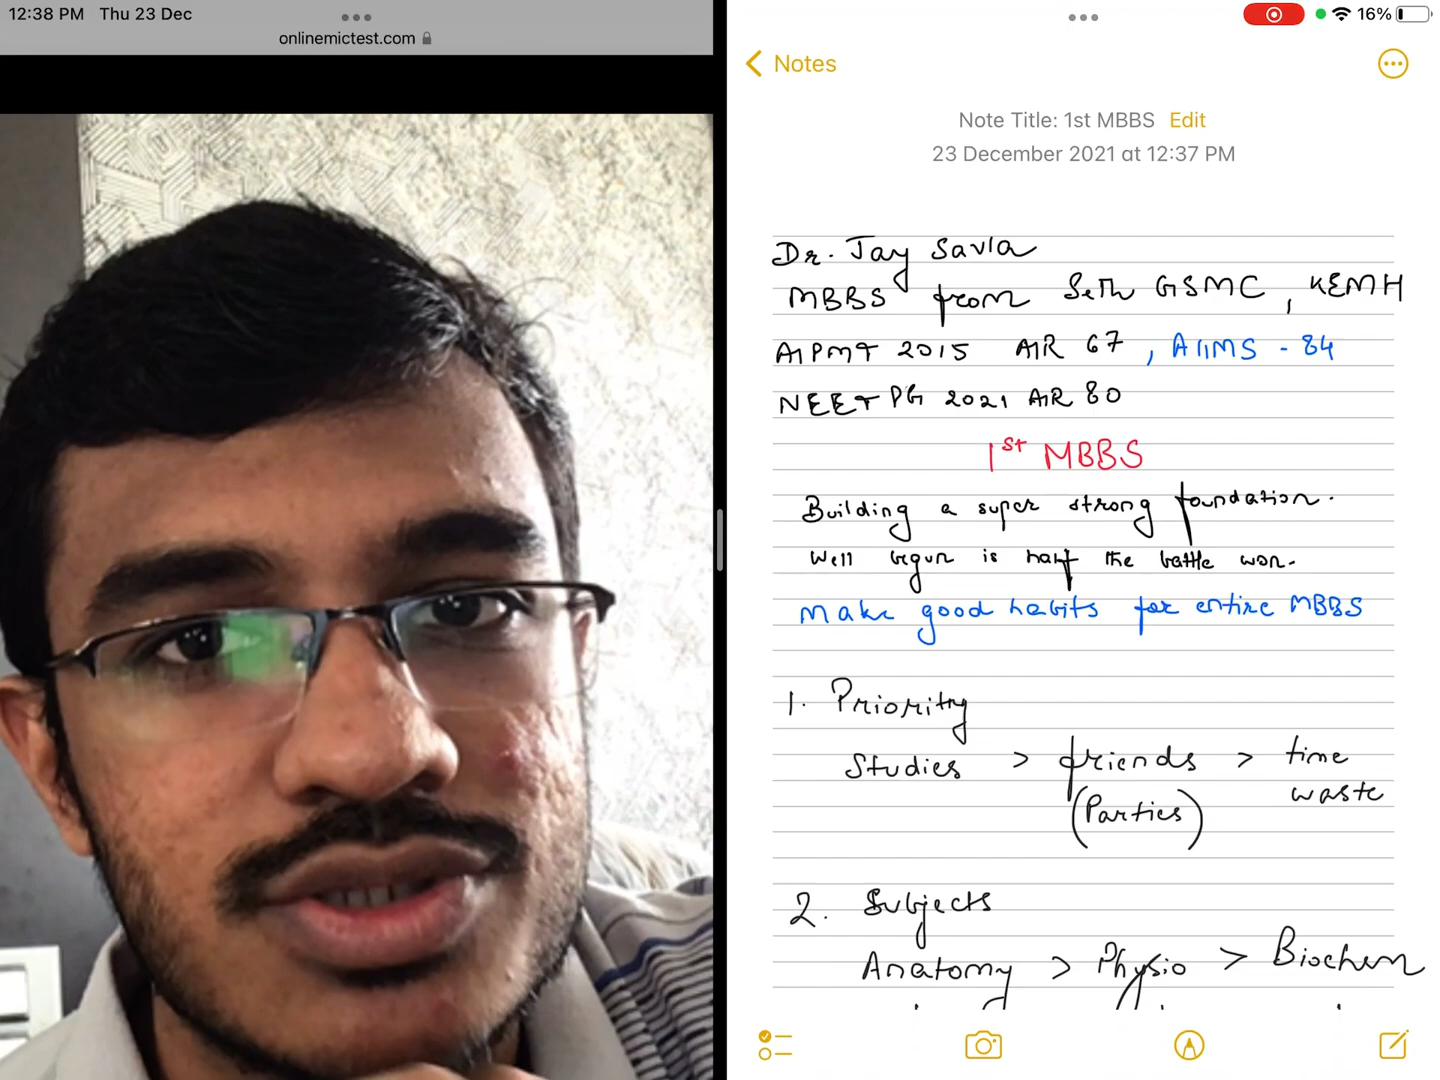 12:38 PM Thu 23 Dec
onlinemictest.com
16%
Notes
Note Title: 1st MBBS Edit
23 December 2021 at 12:37 PM
Dr. Jay Savla
MBBS from Seth GSMC, KEMH
AIPMT 2015 AIR 67, AIIMS - 84
NEET PG 2021 AIR 80
1st MBBS
Building a super strong foundation.
Well begun is half the battle won.
Make good habits for entire MBBS
1. Priority
Studies > friends > time
(Parties) waste
2. Subjects
Anatomy > Physio > Biochem